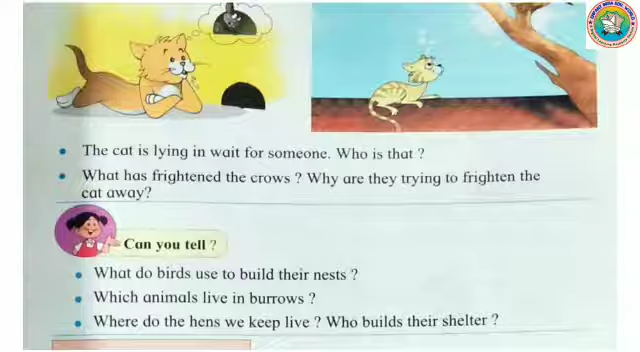 The cat is lying in wait for someone. Who is that ?
What has frightened the crows ? Why are they trying to frighten the
cat away?
Can you tell ?
What do birds use to build their nests ?
Which animals live in burrows ?
Where do the hens we keep live ? Who builds their shelter ?